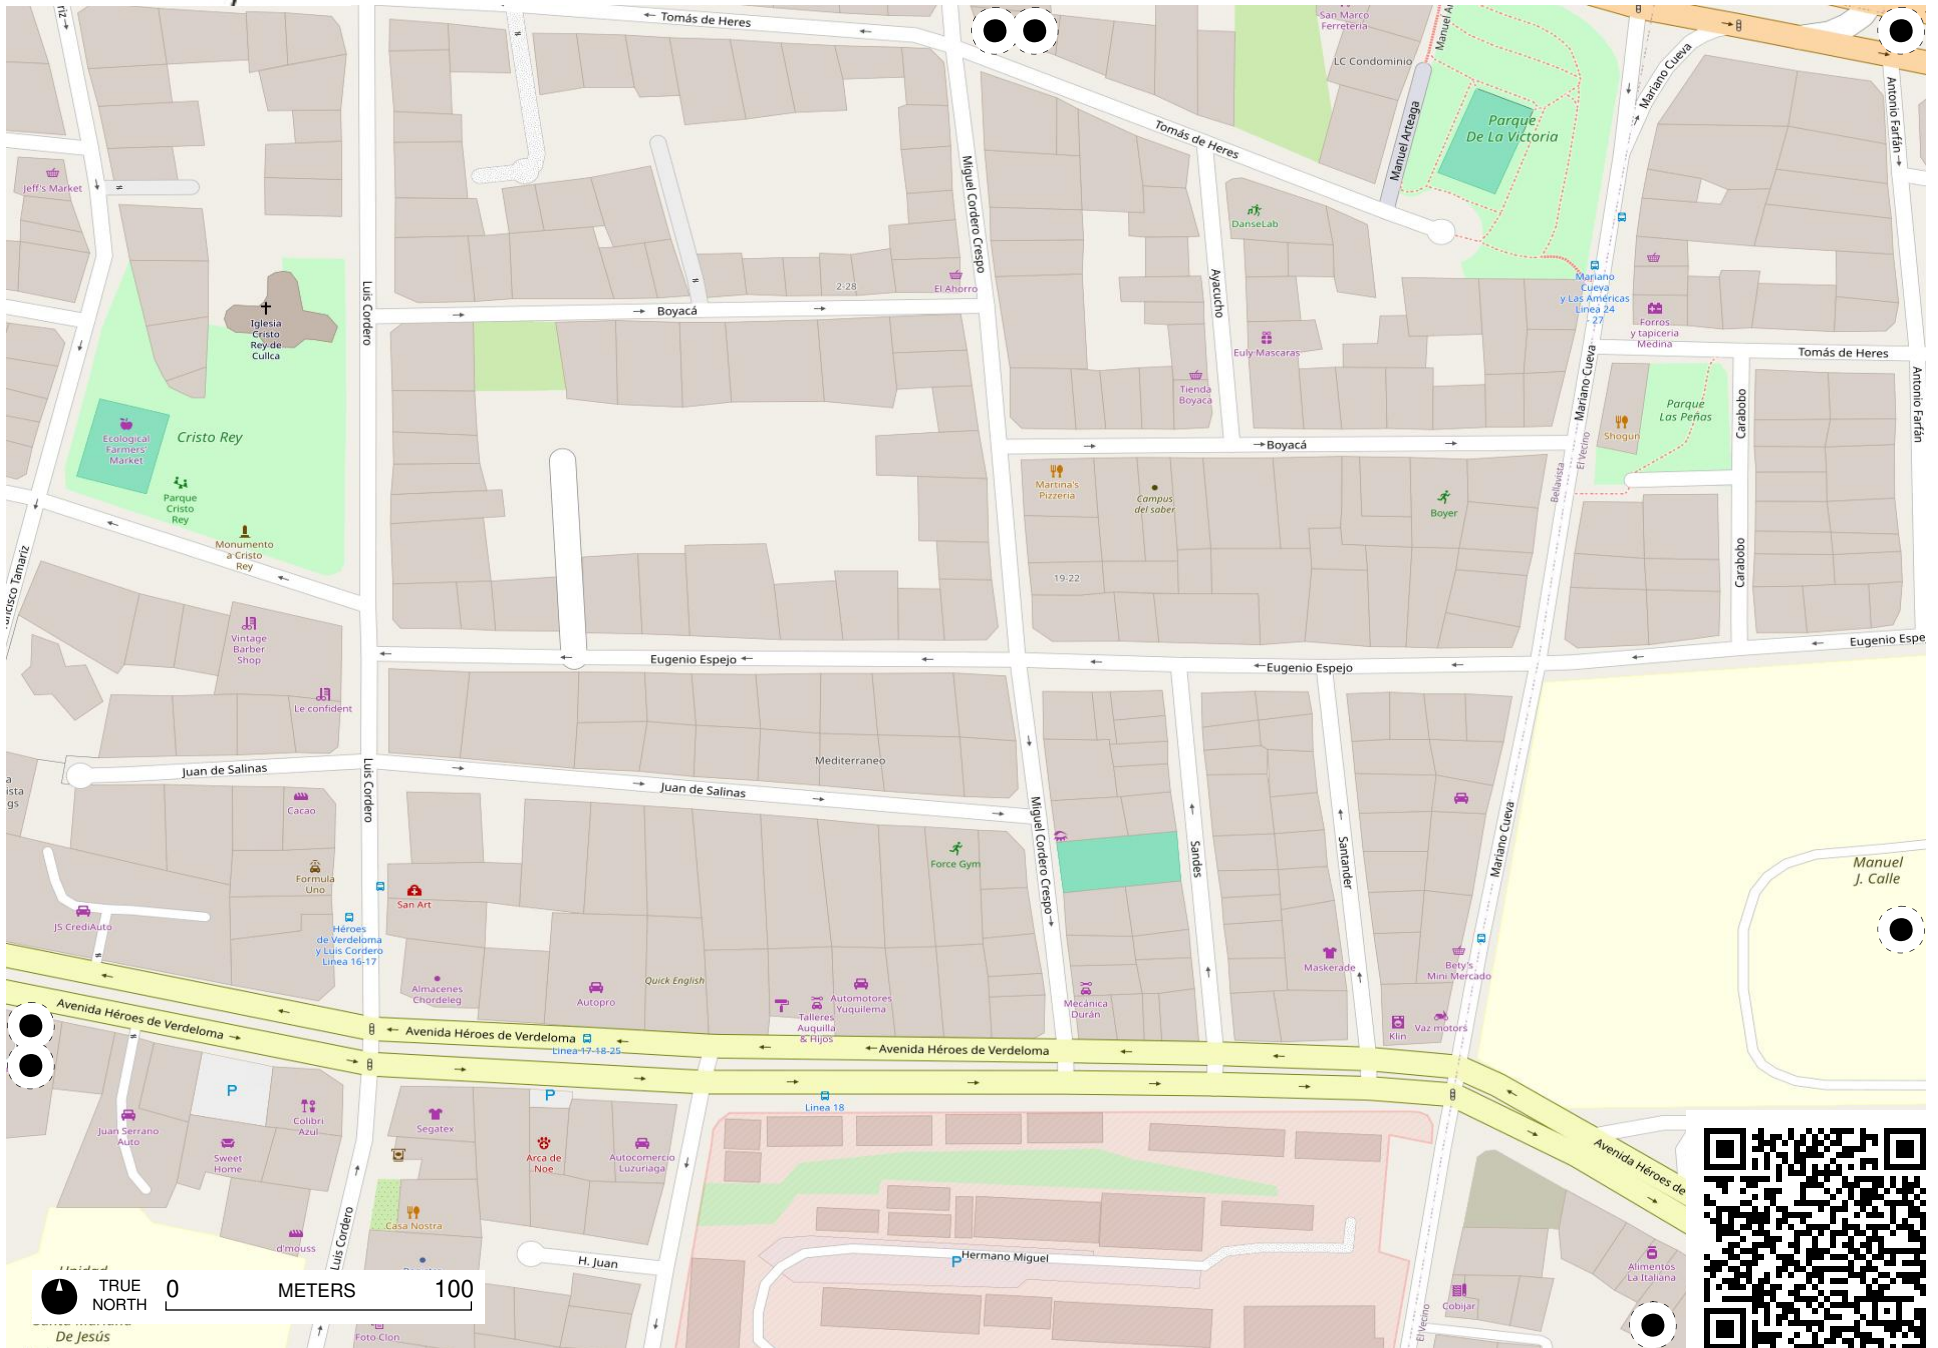 Tomás de Heres
San Marco
Ferretería
LC Condominio
Manuel Arteaga
Parque
De La Victoria
Mariano Cueva
Antonio Farfán
Tomás de Heres
Jeff's Market
Miguel Cordero Crespo
DanseLab
Ayacucho
2-28
El Ahorro
Boyacá
Luis Cordero
Iglesia
Cristo
Rey de
Cullca
Mariano
Cueva
y Las Américas
Linea 24
- 27
Forros
y tapiceria
Medina
Tomás de Heres
Euly Mascaras
Tienda
Boyaca
Mariano Cueva
Parque
Las Peñas
Shogun
Carabobo
Antonio Farfán
Ecological
Farmers'
Market
Cristo Rey
Parque
Cristo
Rey
Monumento
a Cristo
Rey
Boyacá
El Vecino
Bellavista
Martina's
Pizzeria
Campus
del saber
Boyer
19-22
Carabobo
ncisco Tamariz
Vintage
Barber
Shop
Le confident
Eugenio Espejo
Eugenio Espejo
Eugenio Espe
Juan de Salinas
Luis Cordero
Mediterraneo
Juan de Salinas
Cacao
Miguel Cordero Crespo
Sandes
Santander
Mariano Cueva
Manuel
J. Calle
Formula
Uno
Force Gym
San Art
JS CrediAuto
Héroes
de Verdeloma
y Luis Cordero
Linea 16-17
Almacenes
Chordeleg
Autopro
Quick English
Talleres
Auquilla
& Hijos
Automotores
Yuquilema
Mecánica
Durán
Maskerade
Bety's
Mini Mercado
Klin
Vaz motors
Avenida Héroes de Verdeloma
Avenida Héroes de Verdeloma
Linea 17-18-25
Avenida Héroes de Verdeloma
Linea 18
Avenida Héroes de
P
P
Juan Serrano
Auto
Sweet
Home
Colibri
Azul
Segatex
Arca de
Noe
Autocomercio
Luzuriaga
Casa Nostra
d'mouss
Luis Cordero
H. Juan
P
Hermano Miguel
Alimentos
La Italiana
Cobijar
El Vecino
TRUE
NORTH
0 METERS 100
De Jesús
Foto Clon